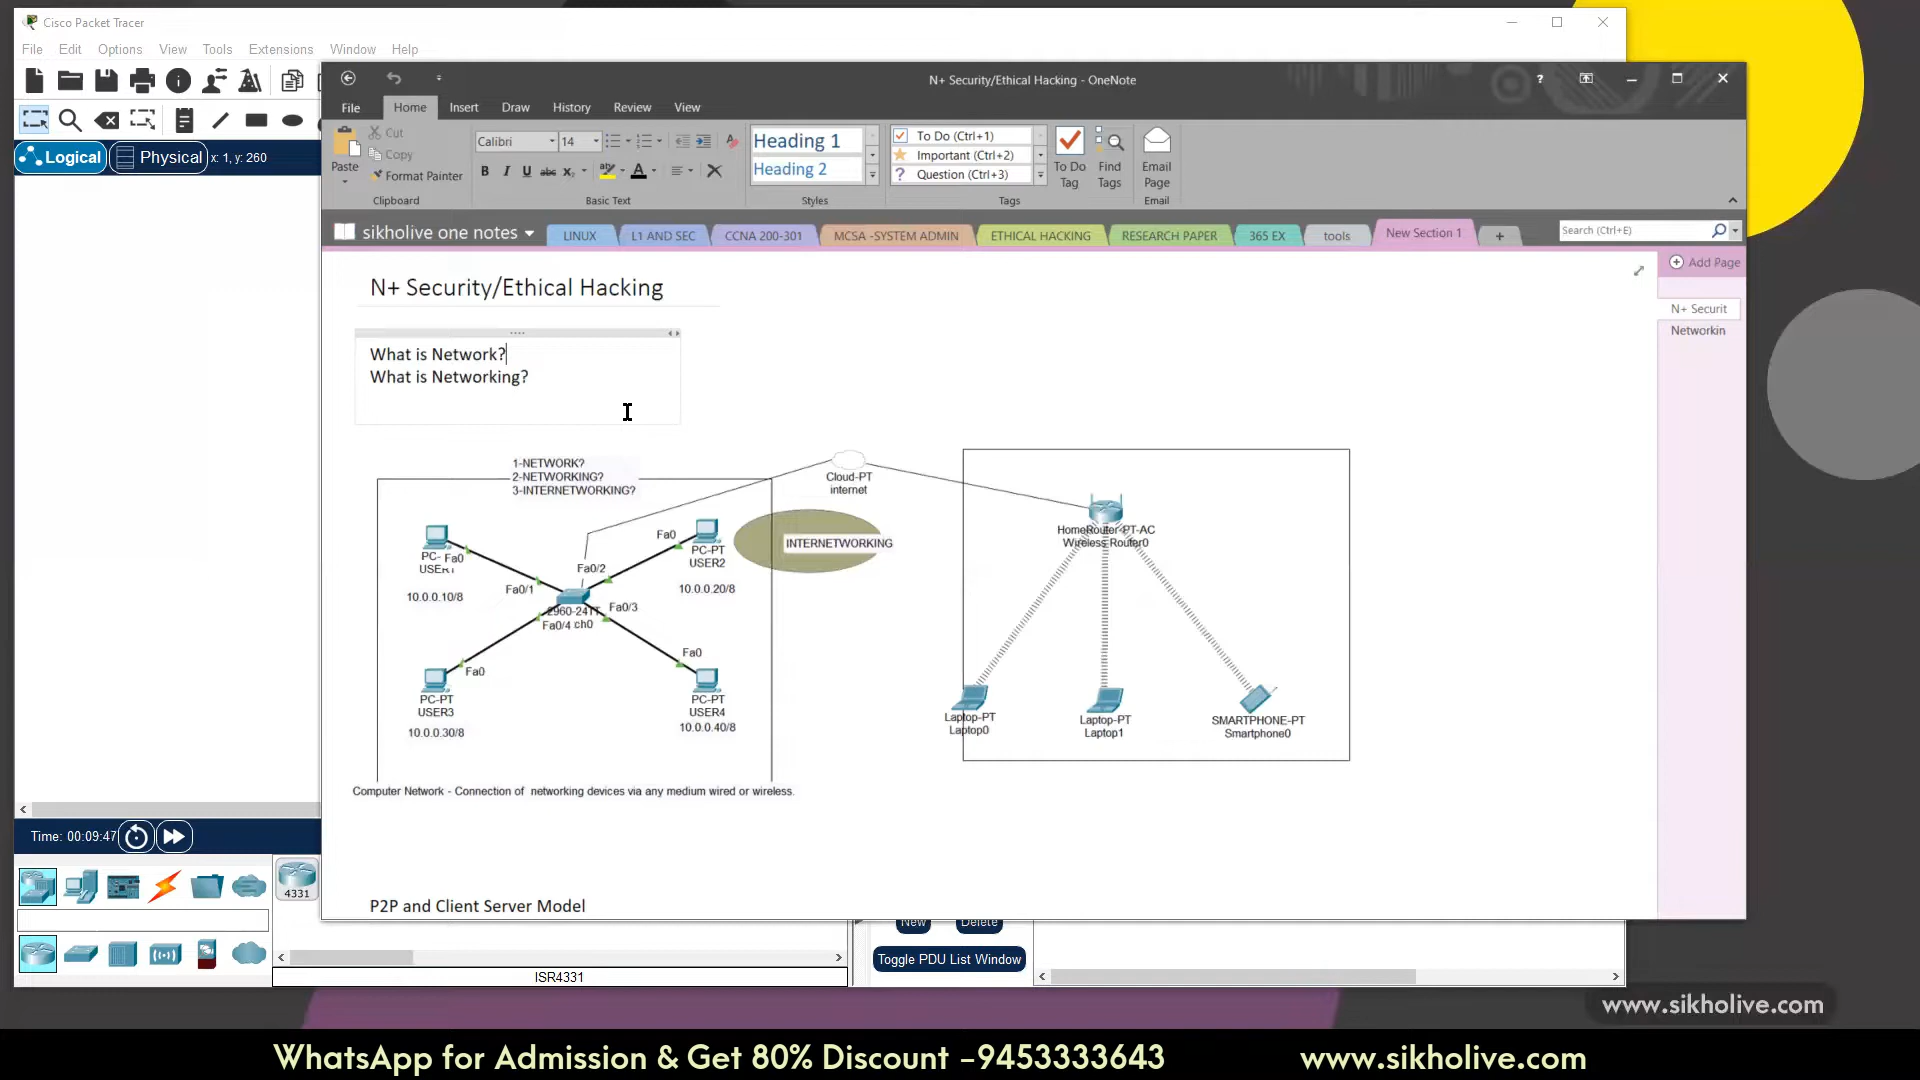 Cisco Packet Tracer
File Edit Options View Tools Extensions Window Help
Logical Physical x: 1, y: 260
N+ Security/Ethical Hacking - OneNote
File Home Insert Draw History Review View
Paste
Cut
Copy
Format Painter
Clipboard
Calibri 14
Basic Text
Heading 1
Heading 2
Styles
To Do (Ctrl+1)
Important (Ctrl+2)
Question (Ctrl+3)
Tags
To Do
Tag
Find
Tags
Email
Page
Email
sikholive one notes
LINUX L1 AND SEC CCNA 200-301 MCSA -SYSTEM ADMIN ETHICAL HACKING RESEARCH PAPER 365 EX tools New Section 1
Search (Ctrl+E)
Add Page
N+ Securit
Networkin
N+ Security/Ethical Hacking
What is Network?
What is Networking?
1-NETWORK?
2-NETWORKING?
3-INTERNETWORKING?
Cloud-PT
internet
INTERNETWORKING
PC-
Fa0
10.0.0.10/8
Fa0
PC-PT
USER2
10.0.0.20/8
Fa0/1
Fa0/2
Fa0/3
Fa0/4 ch0
Fa0
PC-PT
USER3
10.0.0.30/8
Fa0
PC-PT
USER4
10.0.0.40/8
HomeRouter-PT-AC
Wireless Router0
Laptop-PT
Laptop0
Laptop-PT
Laptop1
SMARTPHONE-PT
Smartphone0
Computer Network - Connection of networking devices via any medium wired or wireless.
P2P and Client Server Model
Time: 00:09:47
4331
ISR4331
New Delete
Toggle PDU List Window
www.sikholive.com
WhatsApp for Admission & Get 80% Discount –9453333643 www.sikholive.com